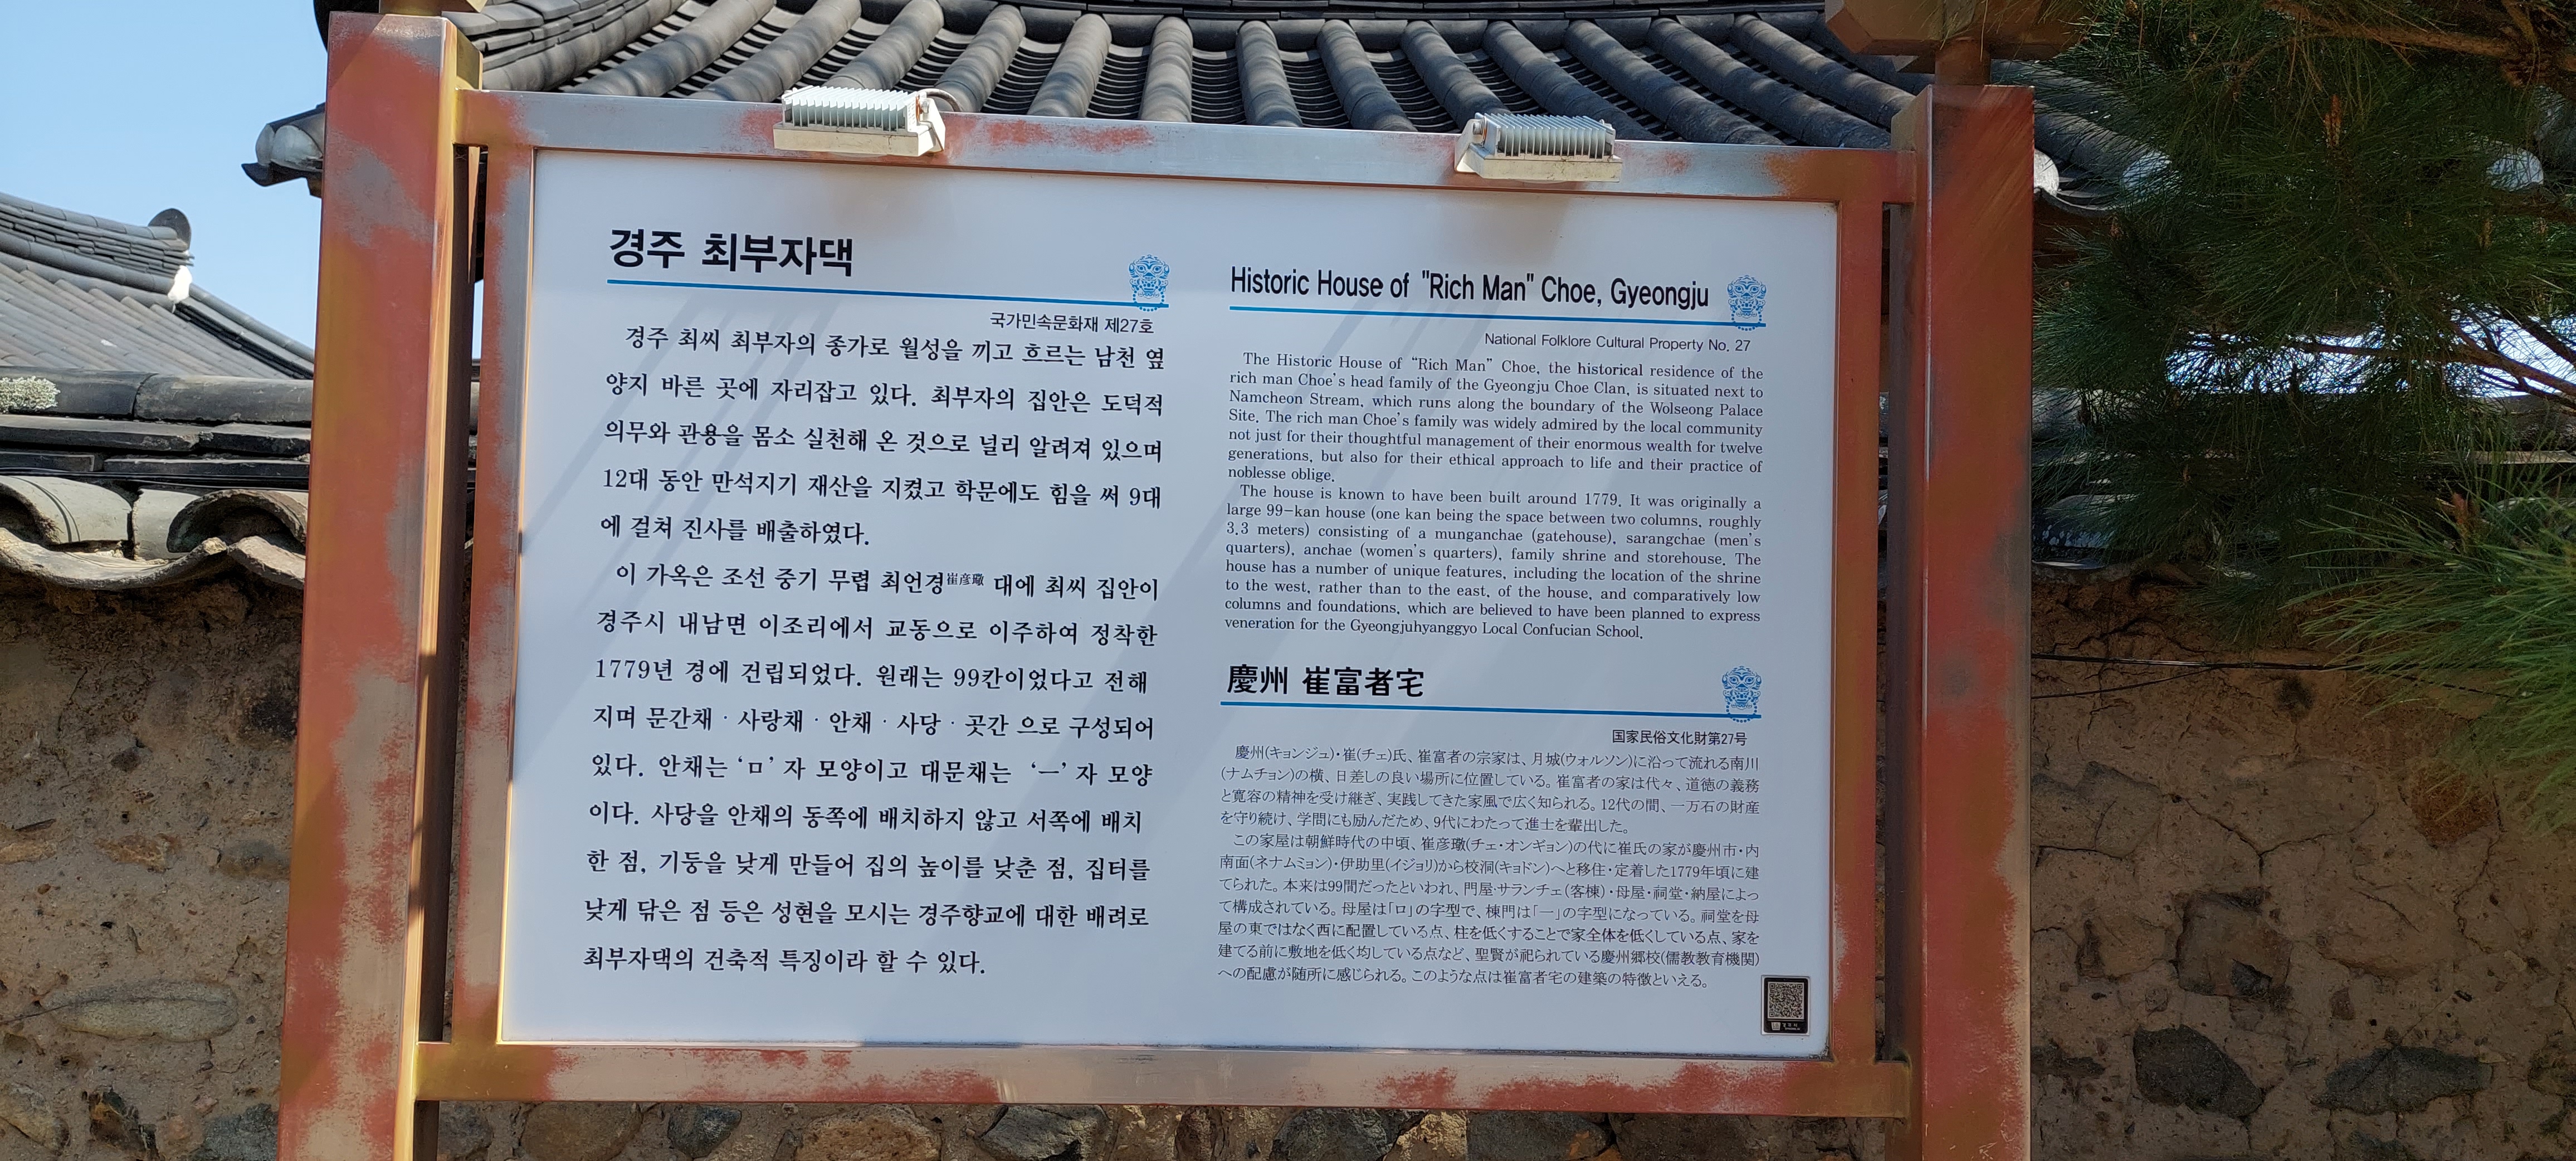 경주 최부자댁
국가민속문화재 제27호
경주 최씨 최부자의 종가로 월성을 끼고 흐르는 남천 옆
양지 바른 곳에 자리잡고 있다. 최부자의 집안은 도덕적
의무와 관용을 몸소 실천해 온 것으로 널리 알려져 있으며
12대 동안 만석지기 재산을 지켰고 학문에도 힘을 써 9대
에 걸쳐 진사를 배출하였다.
이 가옥은 조선 중기 무렵 최언경崔彦璥 대에 최씨 집안이
경주시 내남면 이조리에서 교동으로 이주하여 정착한
1779년 경에 건립되었다. 원래는 99칸이었다고 전해
지며 문간채 · 사랑채 · 안채 · 사당 · 곳간 으로 구성되어
있다. 안채는 ‘ㅁ’ 자 모양이고 대문채는 ‘ㅡ’ 자 모양
이다. 사당을 안채의 동쪽에 배치하지 않고 서쪽에 배치
한 점, 기둥을 낮게 만들어 집의 높이를 낮춘 점, 집터를
낮게 닦은 점 등은 성현을 모시는 경주향교에 대한 배려로
최부자댁의 건축적 특징이라 할 수 있다.
Historic House of "Rich Man" Choe, Gyeongju
National Folklore Cultural Property No. 27
The Historic House of “Rich Man” Choe, the historical residence of the
rich man Choe's head family of the Gyeongju Choe Clan, is situated next to
Namcheon Stream, which runs along the boundary of the Wolseong Palace
Site. The rich man Choe's family was widely admired by the local community
not just for their thoughtful management of their enormous wealth for twelve
generations, but also for their ethical approach to life and their practice of
noblesse oblige.
The house is known to have been built around 1779. It was originally a
large 99-kan house (one kan being the space between two columns, roughly
3.3 meters) consisting of a munganchae (gatehouse), sarangchae (men's
quarters), anchae (women's quarters), family shrine and storehouse. The
house has a number of unique features, including the location of the shrine
to the west, rather than to the east, of the house, and comparatively low
columns and foundations, which are believed to have been planned to express
veneration for the Gyeongjuhyanggyo Local Confucian School.
慶州 崔富者宅
国家民俗文化財第27号
慶州(キョンジュ)・崔(チェ)氏、崔富者の宗家は、月城(ウォルソン)に沿って流れる南川
(ナムチョン)の横、日差しの良い場所に位置している。崔富者の家は代々、道徳の義務
と寛容の精神を受け継ぎ、実践してきた家風で広く知られる。12代の間、一万石の財産
を守り続け、学問にも励んだため、9代にわたって進士を輩出した。
この家屋は朝鮮時代の中頃、崔彦璥(チェ・オンギョン)の代に崔氏の家が慶州市・内
南面(ネナムミョン)・伊助里(イジョリ)から校洞(キョドン)へと移住・定着した1779年頃に建
てられた。本来は99間だったといわれ、門屋·サランチェ(客棟)・母屋・祠堂・納屋によっ
て構成されている。母屋は「ロ」の字型で、棟門は「一」の字型になっている。祠堂を母
屋の東ではなく西に配置している点、柱を低くすることで家全体を低くしている点、家を
建てる前に敷地を低く均している点など、聖賢が祀られている慶州郷校(儒教教育機関)
への配慮が随所に感じられる。このような点は崔富者宅の建築の特徴といえる。